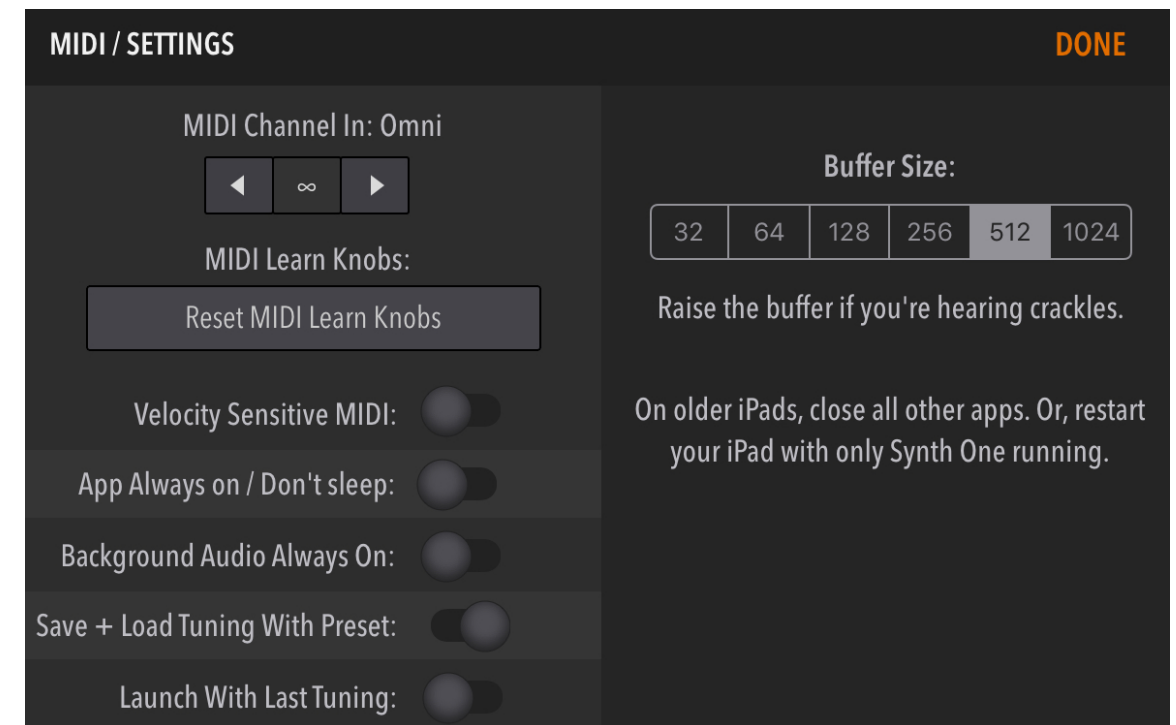 MIDI / SETTINGS
DONE
MIDI Channel In: Omni
∞
MIDI Learn Knobs:
Reset MIDI Learn Knobs
Velocity Sensitive MIDI:
App Always on / Don't sleep:
Background Audio Always On:
Save + Load Tuning With Preset:
Launch With Last Tuning:
Buffer Size:
32 64 128 256 512 1024
Raise the buffer if you're hearing crackles.
On older iPads, close all other apps. Or, restart
your iPad with only Synth One running.